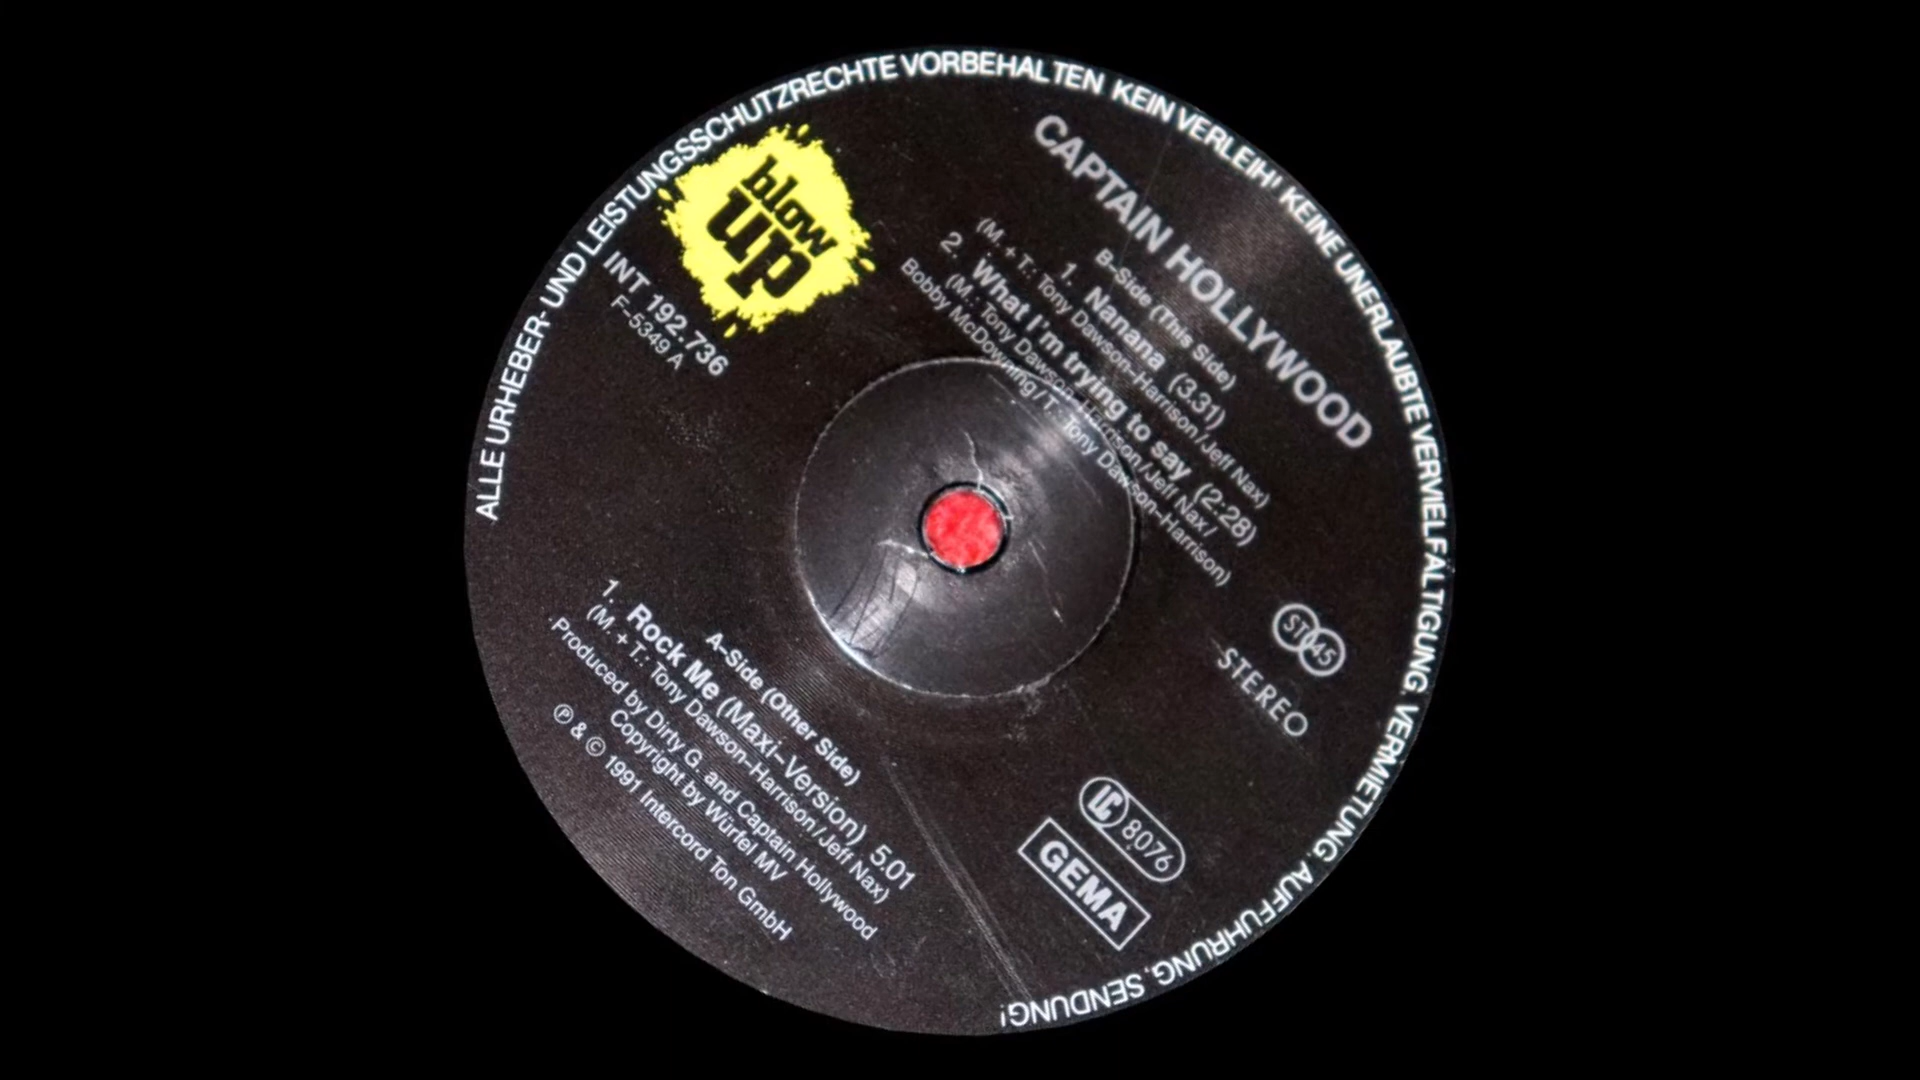 ALLE URHEBER- UND LEISTUNGSSCHUTZRECHTE VORBEHALTEN KEIN VERLEIH! KEINE UNERLAUBTE VERVIELFÄLTIGUNG, VERMIETUNG, AUFFÜHRUNG, SENDUNG!
blow
up
INT 192.736
F-5349 A
CAPTAIN HOLLYWOOD
B-Side (This Side)
1. Nanana (3.31)
(M. + T.: Tony Dawson-Harrison/Jeff Nax)
2. What I'm trying to say (2:28)
(M.: Tony Dawson-Harrison/Jeff Nax/
Bobby McDowning/T.: Tony Dawson-Harrison)
ST 45
STEREO
LC 8076
GEMA
A-Side (Other Side)
1. Rock Me (Maxi-Version) 5.01
(M. + T.: Tony Dawson-Harrison/Jeff Nax)
Produced by Dirty G. and Captain Hollywood
Copyright by Würfel MV
Ⓟ & © 1991 Intercord Ton GmbH